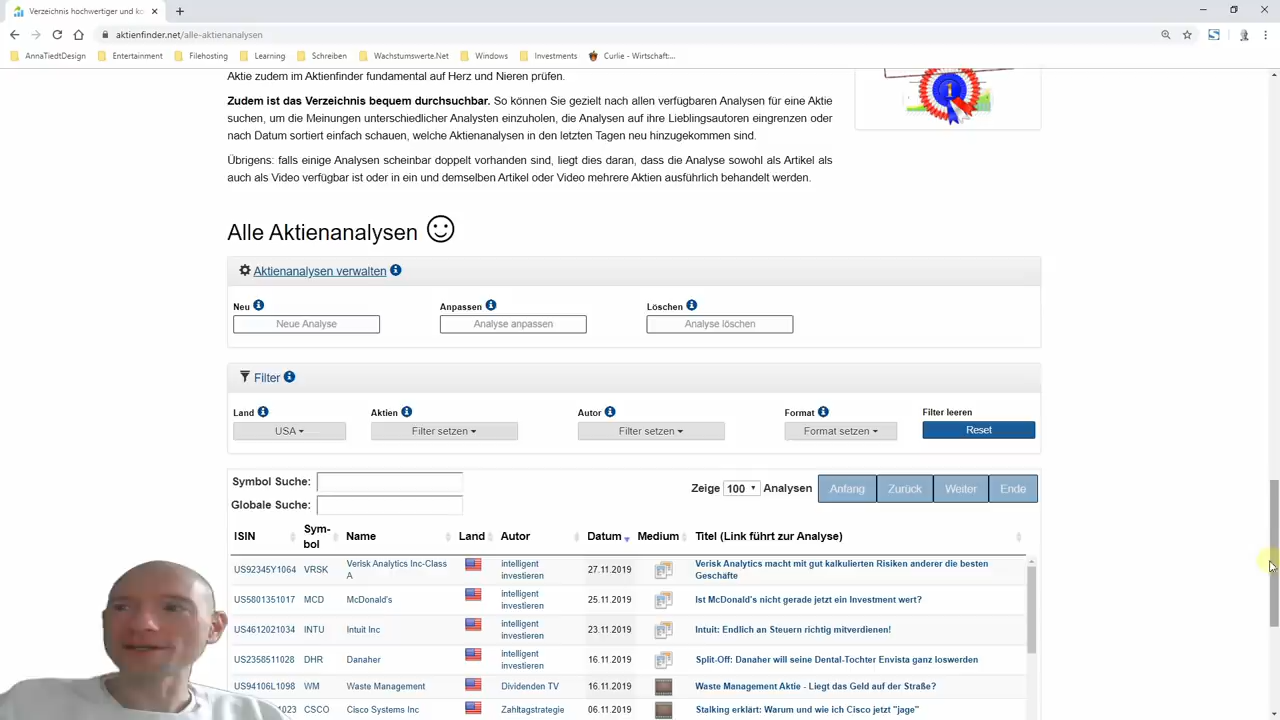 Verzeichnis hochwertiger und ko
aktienfinder.net/alle-aktienanalysen
AnnaTiedtDesign Entertainment Filehosting Learning Schreiben Wachstumswerte.Net Windows Investments Curlie - Wirtschaft:...
Aktie zudem im Aktienfinder fundamental auf Herz und Nieren prüfen.
Zudem ist das Verzeichnis bequem durchsuchbar. So können Sie gezielt nach allen verfügbaren Analysen für eine Aktie
suchen, um die Meinungen unterschiedlicher Analysten einzuholen, die Analysen auf ihre Lieblingsautoren eingrenzen oder
nach Datum sortiert einfach schauen, welche Aktienanalysen in den letzten Tagen neu hinzugekommen sind.
Übrigens: falls einige Analysen scheinbar doppelt vorhanden sind, liegt dies daran, dass die Analyse sowohl als Artikel als
auch als Video verfügbar ist oder in ein und demselben Artikel oder Video mehrere Aktien ausführlich behandelt werden.
1
Alle Aktienanalysen
Aktienanalysen verwalten
Neu Anpassen Löschen
Neue Analyse Analyse anpassen Analyse löschen
Filter
Land Aktien Autor Format Filter leeren
USA Filter setzen Filter setzen Format setzen Reset
Symbol Suche:
Zeige 100 Analysen Anfang Zurück Weiter Ende
Globale Suche:
ISIN Sym-
bol Name Land Autor Datum Medium Titel (Link führt zur Analyse)
US92345Y1064 VRSK Verisk Analytics Inc-Class
A intelligent
investieren 27.11.2019 Verisk Analytics macht mit gut kalkulierten Risiken anderer die besten
Geschäfte
US5801351017 MCD McDonald's intelligent
investieren 25.11.2019 Ist McDonald's nicht gerade jetzt ein Investment wert?
US4612021034 INTU Intuit Inc intelligent
investieren 23.11.2019 Intuit: Endlich an Steuern richtig mitverdienen!
US2358511028 DHR Danaher intelligent
investieren 16.11.2019 Split-Off: Danaher will seine Dental-Tochter Envista ganz loswerden
US94106L1098 WM Waste Management Dividenden TV 16.11.2019 Waste Management Aktie - Liegt das Geld auf der Straße?
1023 CSCO Cisco Systems Inc Zahltagstrategie 06.11.2019 Stalking erklärt: Warum und wie ich Cisco jetzt "jage"